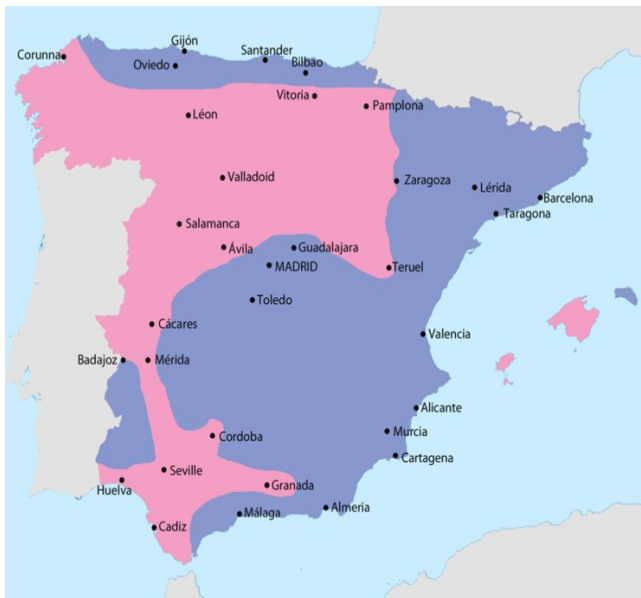 Gijón
Corunna
Santander
Oviedo
Bilbao
Vitoria
Pamplona
Léon
Valladoid
Zaragoza
Lérida
Barcelona
Taragona
Salamanca
Ávila
Guadalajara
MADRID
Teruel
Toledo
Cácares
Valencia
Badajoz
Mérida
Alicante
Cordoba
Murcia
Cartagena
Seville
Huelva
Granada
Cadiz
Málaga
Almeria